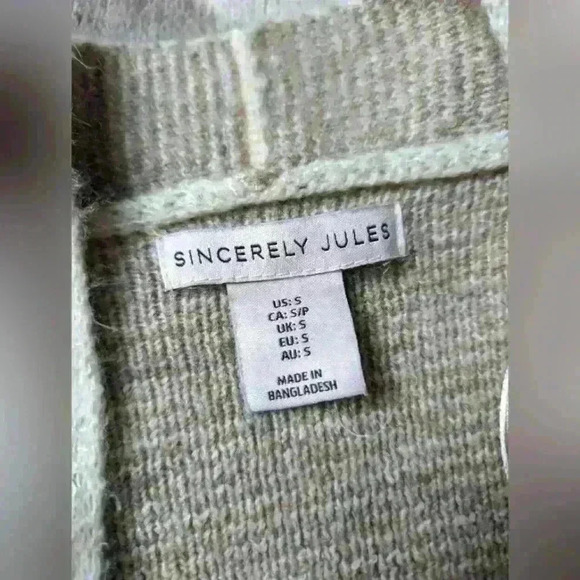 SINCERELY JULES
US: S
CA: S/P
UK: S
EU: S
AU: S
MADE IN
BANGLADESH